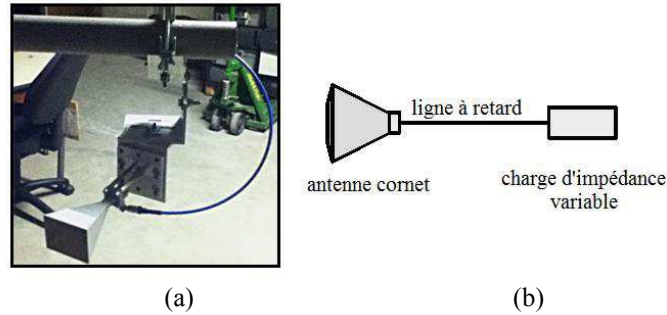 ligne à retard
antenne cornet
charge d'impédance
variable
(a)
(b)